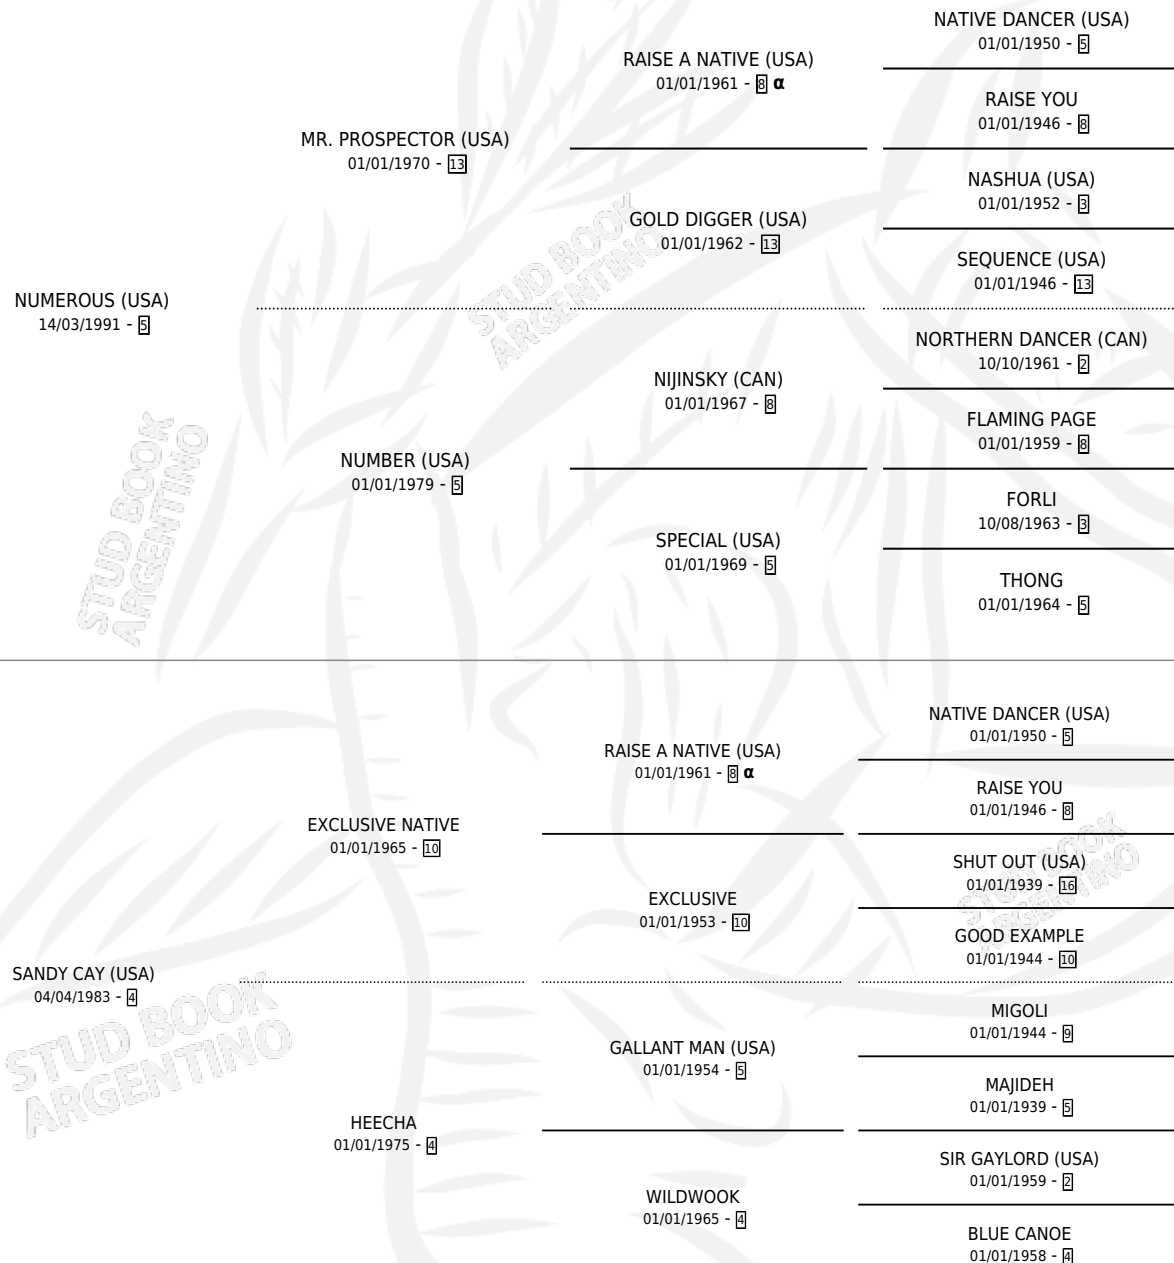 NATIVE DANCER (USA)
01/01/1950 - 5
RAISE A NATIVE (USA)
01/01/1961 - 8 α
RAISE YOU
01/01/1946 - 8
MR. PROSPECTOR (USA)
01/01/1970 - 13
NASHUA (USA)
01/01/1952 - 3
GOLD DIGGER (USA)
01/01/1962 - 13
SEQUENCE (USA)
01/01/1946 - 13
NUMEROUS (USA)
14/03/1991 - 5
NORTHERN DANCER (CAN)
10/10/1961 - 2
NIJINSKY (CAN)
01/01/1967 - 8
FLAMING PAGE
01/01/1959 - 8
NUMBER (USA)
01/01/1979 - 5
FORLI
10/08/1963 - 3
SPECIAL (USA)
01/01/1969 - 5
THONG
01/01/1964 - 5
NATIVE DANCER (USA)
01/01/1950 - 5
RAISE A NATIVE (USA)
01/01/1961 - 8 α
RAISE YOU
01/01/1946 - 8
EXCLUSIVE NATIVE
01/01/1965 - 10
SHUT OUT (USA)
01/01/1939 - 16
EXCLUSIVE
01/01/1953 - 10
GOOD EXAMPLE
01/01/1944 - 10
SANDY CAY (USA)
04/04/1983 - 4
MIGOLI
01/01/1944 - 9
GALLANT MAN (USA)
01/01/1954 - 5
MAJIDEH
01/01/1939 - 5
HEECHA
01/01/1975 - 4
SIR GAYLORD (USA)
01/01/1959 - 2
WILDWOOK
01/01/1965 - 4
BLUE CANOE
01/01/1958 - 4
STUD BOOK
ARGENTINO
STUD BOOK
ARGENTINO
STUD BOOK
ARGENTINO
STUD BOOK
ARGENTINO